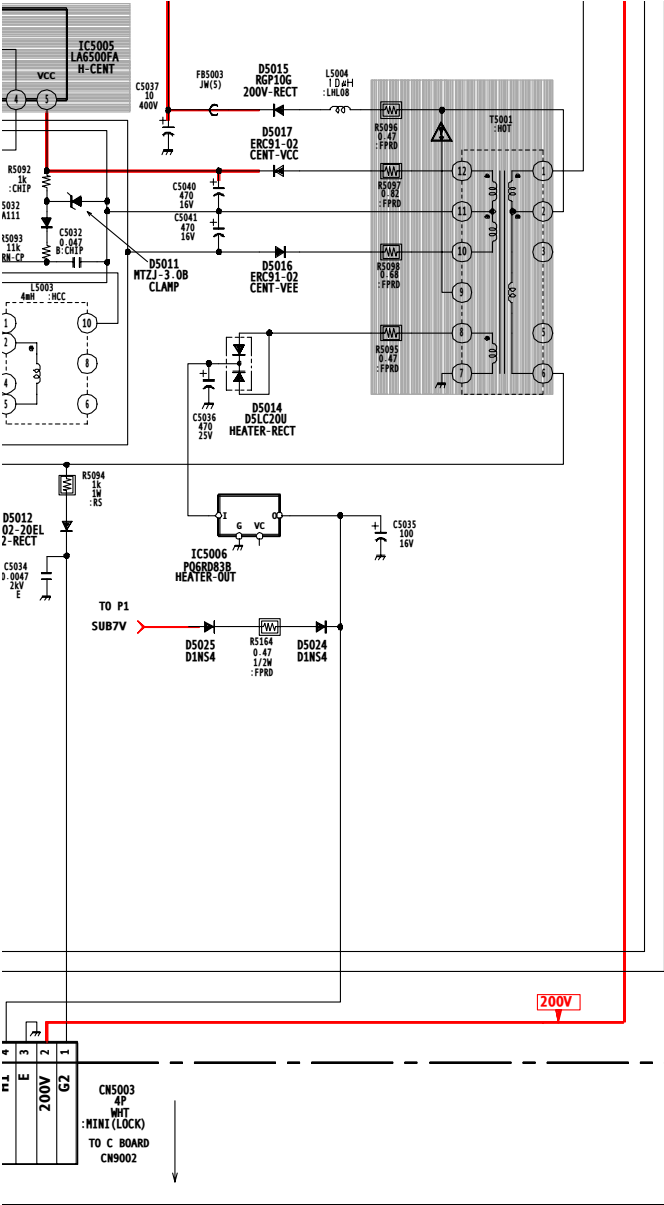 IC5005
LA6500FA
H-CENT
VCC
4
5
C5037
10
400V
+
FB5003
JW(5)
D5015
RGP10G
200V-RECT
L5004
:LHL08
R5096
0.47
:FPRD
T5001
:HOT
D5017
ERC91-02
CENT-VCC
R5097
0.82
:FPRD
R5092
1k
:CHIP
C5040
470
16V
+
C5041
470
16V
+
5032
A111
5093
11k
RN-CP
C5032
0.047
B:CHIP
D5011
MTZJ-3.0B
CLAMP
D5016
ERC91-02
CENT-VEE
R5098
0.68
:FPRD
12
11
10
9
8
7
1
2
3
5
6
L5003
4mH :HCC
1
2
4
5
10
8
6
R5095
0.47
:FPRD
+
C5036
470
25V
D5014
D5LC20U
HEATER-RECT
R5094
1k
1W
:RS
D5012
02-20EL
2-RECT
I
O
G VC
IC5006
PQ6RD83B
HEATER-OUT
+
C5035
100
16V
C5034
0.0047
2kV
E
TO P1
SUB7V
D5025
D1NS4
R5164
0.47
1/2W
:FPRD
D5024
D1NS4
200V
4
3
2
1
H1
E
200V
G2
CN5003
4P
WHT
:MINI(LOCK)
TO C BOARD
CN9002